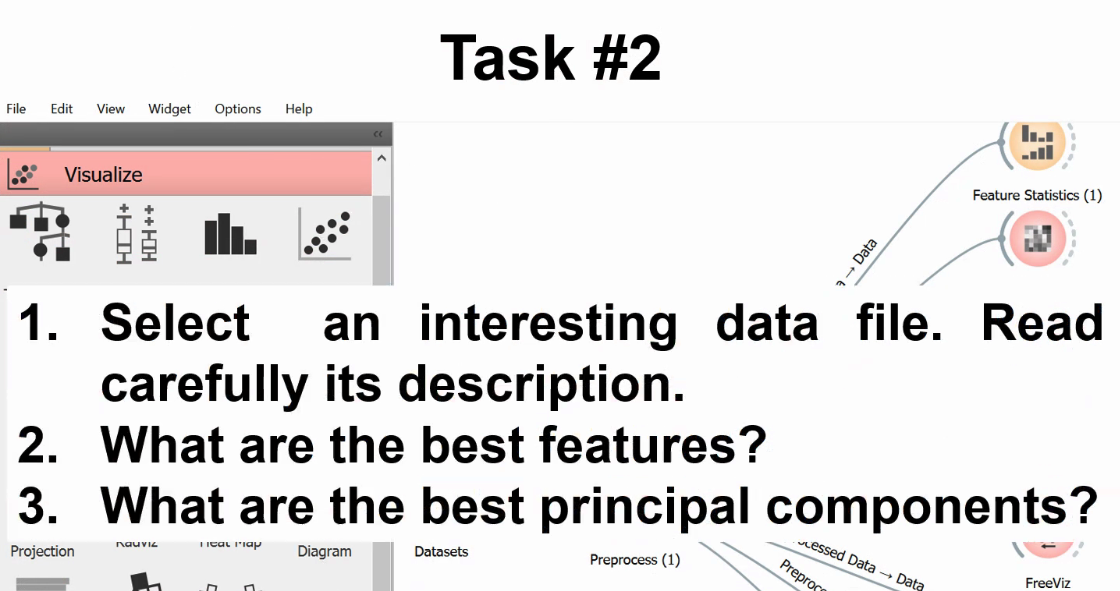 Task #2
File Edit View Widget Options Help
Visualize
Feature Statistics (1)
→ Data
1. Select an interesting data file. Read
carefully its description.
2. What are the best features?
3. What are the best principal components?
Projection Radviz Heat Map Diagram
Datasets
Preprocess (1)
Data → Data
FreeViz